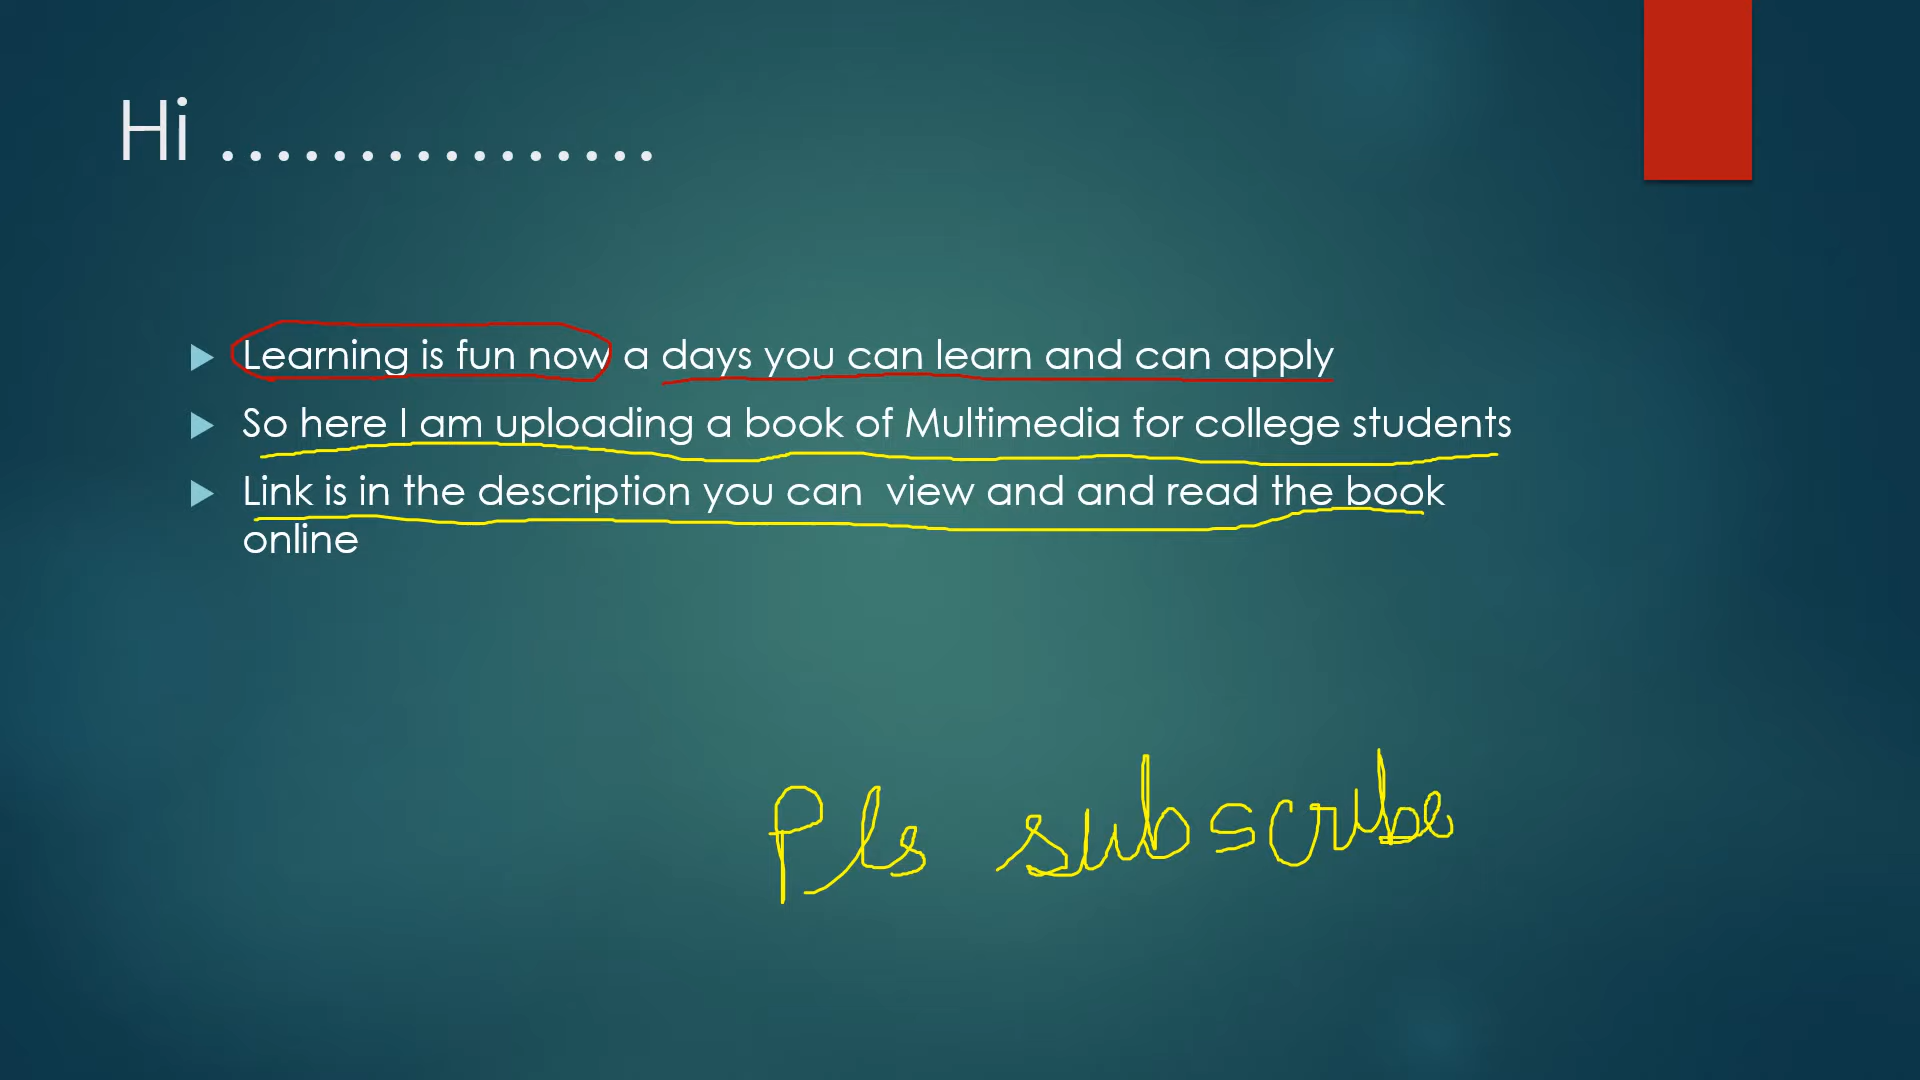 Hi ................
Learning is fun now a days you can learn and can apply
So here I am uploading a book of Multimedia for college students
Link is in the description you can  view and and read the book
online
Pls subscribe